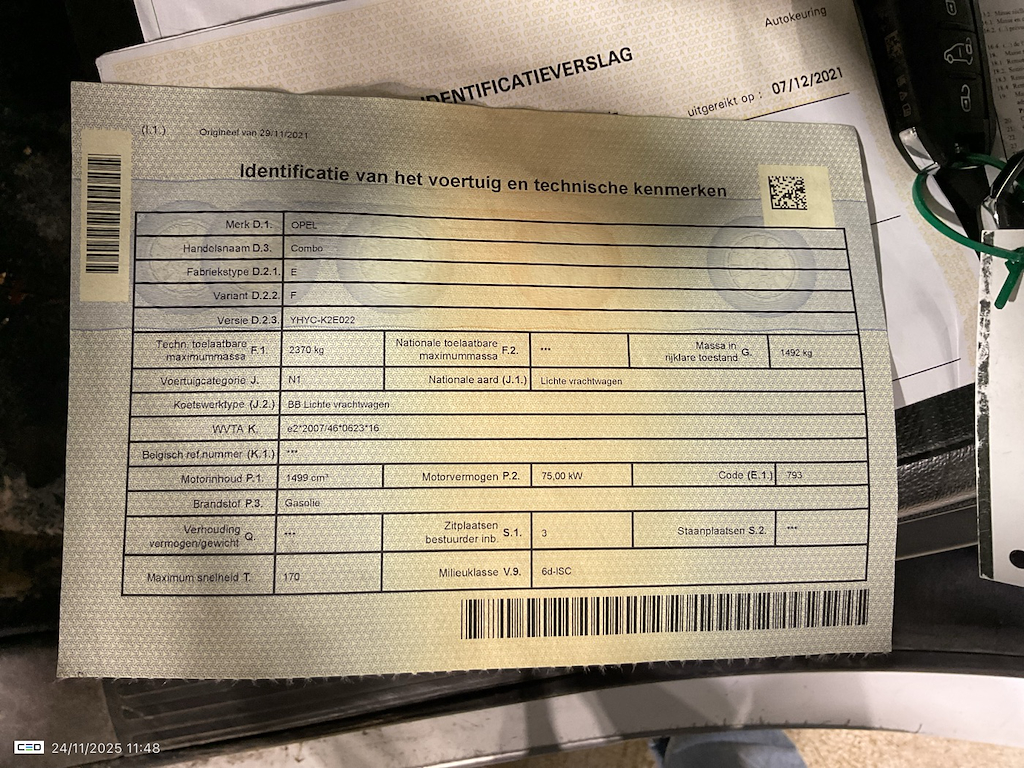 Autokeuring
IDENTIFICATIEVERSLAG
uitgereikt op : 07/12/2021
(I.1.) Origineel van 29/11/2021
Identificatie van het voertuig en technische kenmerken
Merk D.1. OPEL
Handelsnaam D.3. Combo
Fabriekstype D.2.1. E
Variant D.2.2. F
Versie D.2.3. YHYC-K2E022
Techn. toelaatbare maximummassa F.1. 2370 kg Nationale toelaatbare maximummassa F.2. *** Massa in rijklare toestand G. 1492 kg
Voertuigcategorie J. N1 Nationale aard (J.1.) Lichte vrachtwagen
Koetswerktype (J.2.) BB Lichte vrachtwagen
WVTA K. e2*2007/46*0623*16
Belgisch ref.nummer (K.1.) ***
Motorinhoud P.1. 1499 cm³ Motorvermogen P.2. 75,00 kW Code (E.1.) 793
Brandstof P.3. Gasolie
Verhouding vermogen/gewicht Q. *** Zitplaatsen bestuurder inb. S.1. 3 Staanplaatsen S.2. ***
Maximum snelheid T. 170 Milieuklasse V.9. 6d-ISC
CEO 24/11/2025 11:48